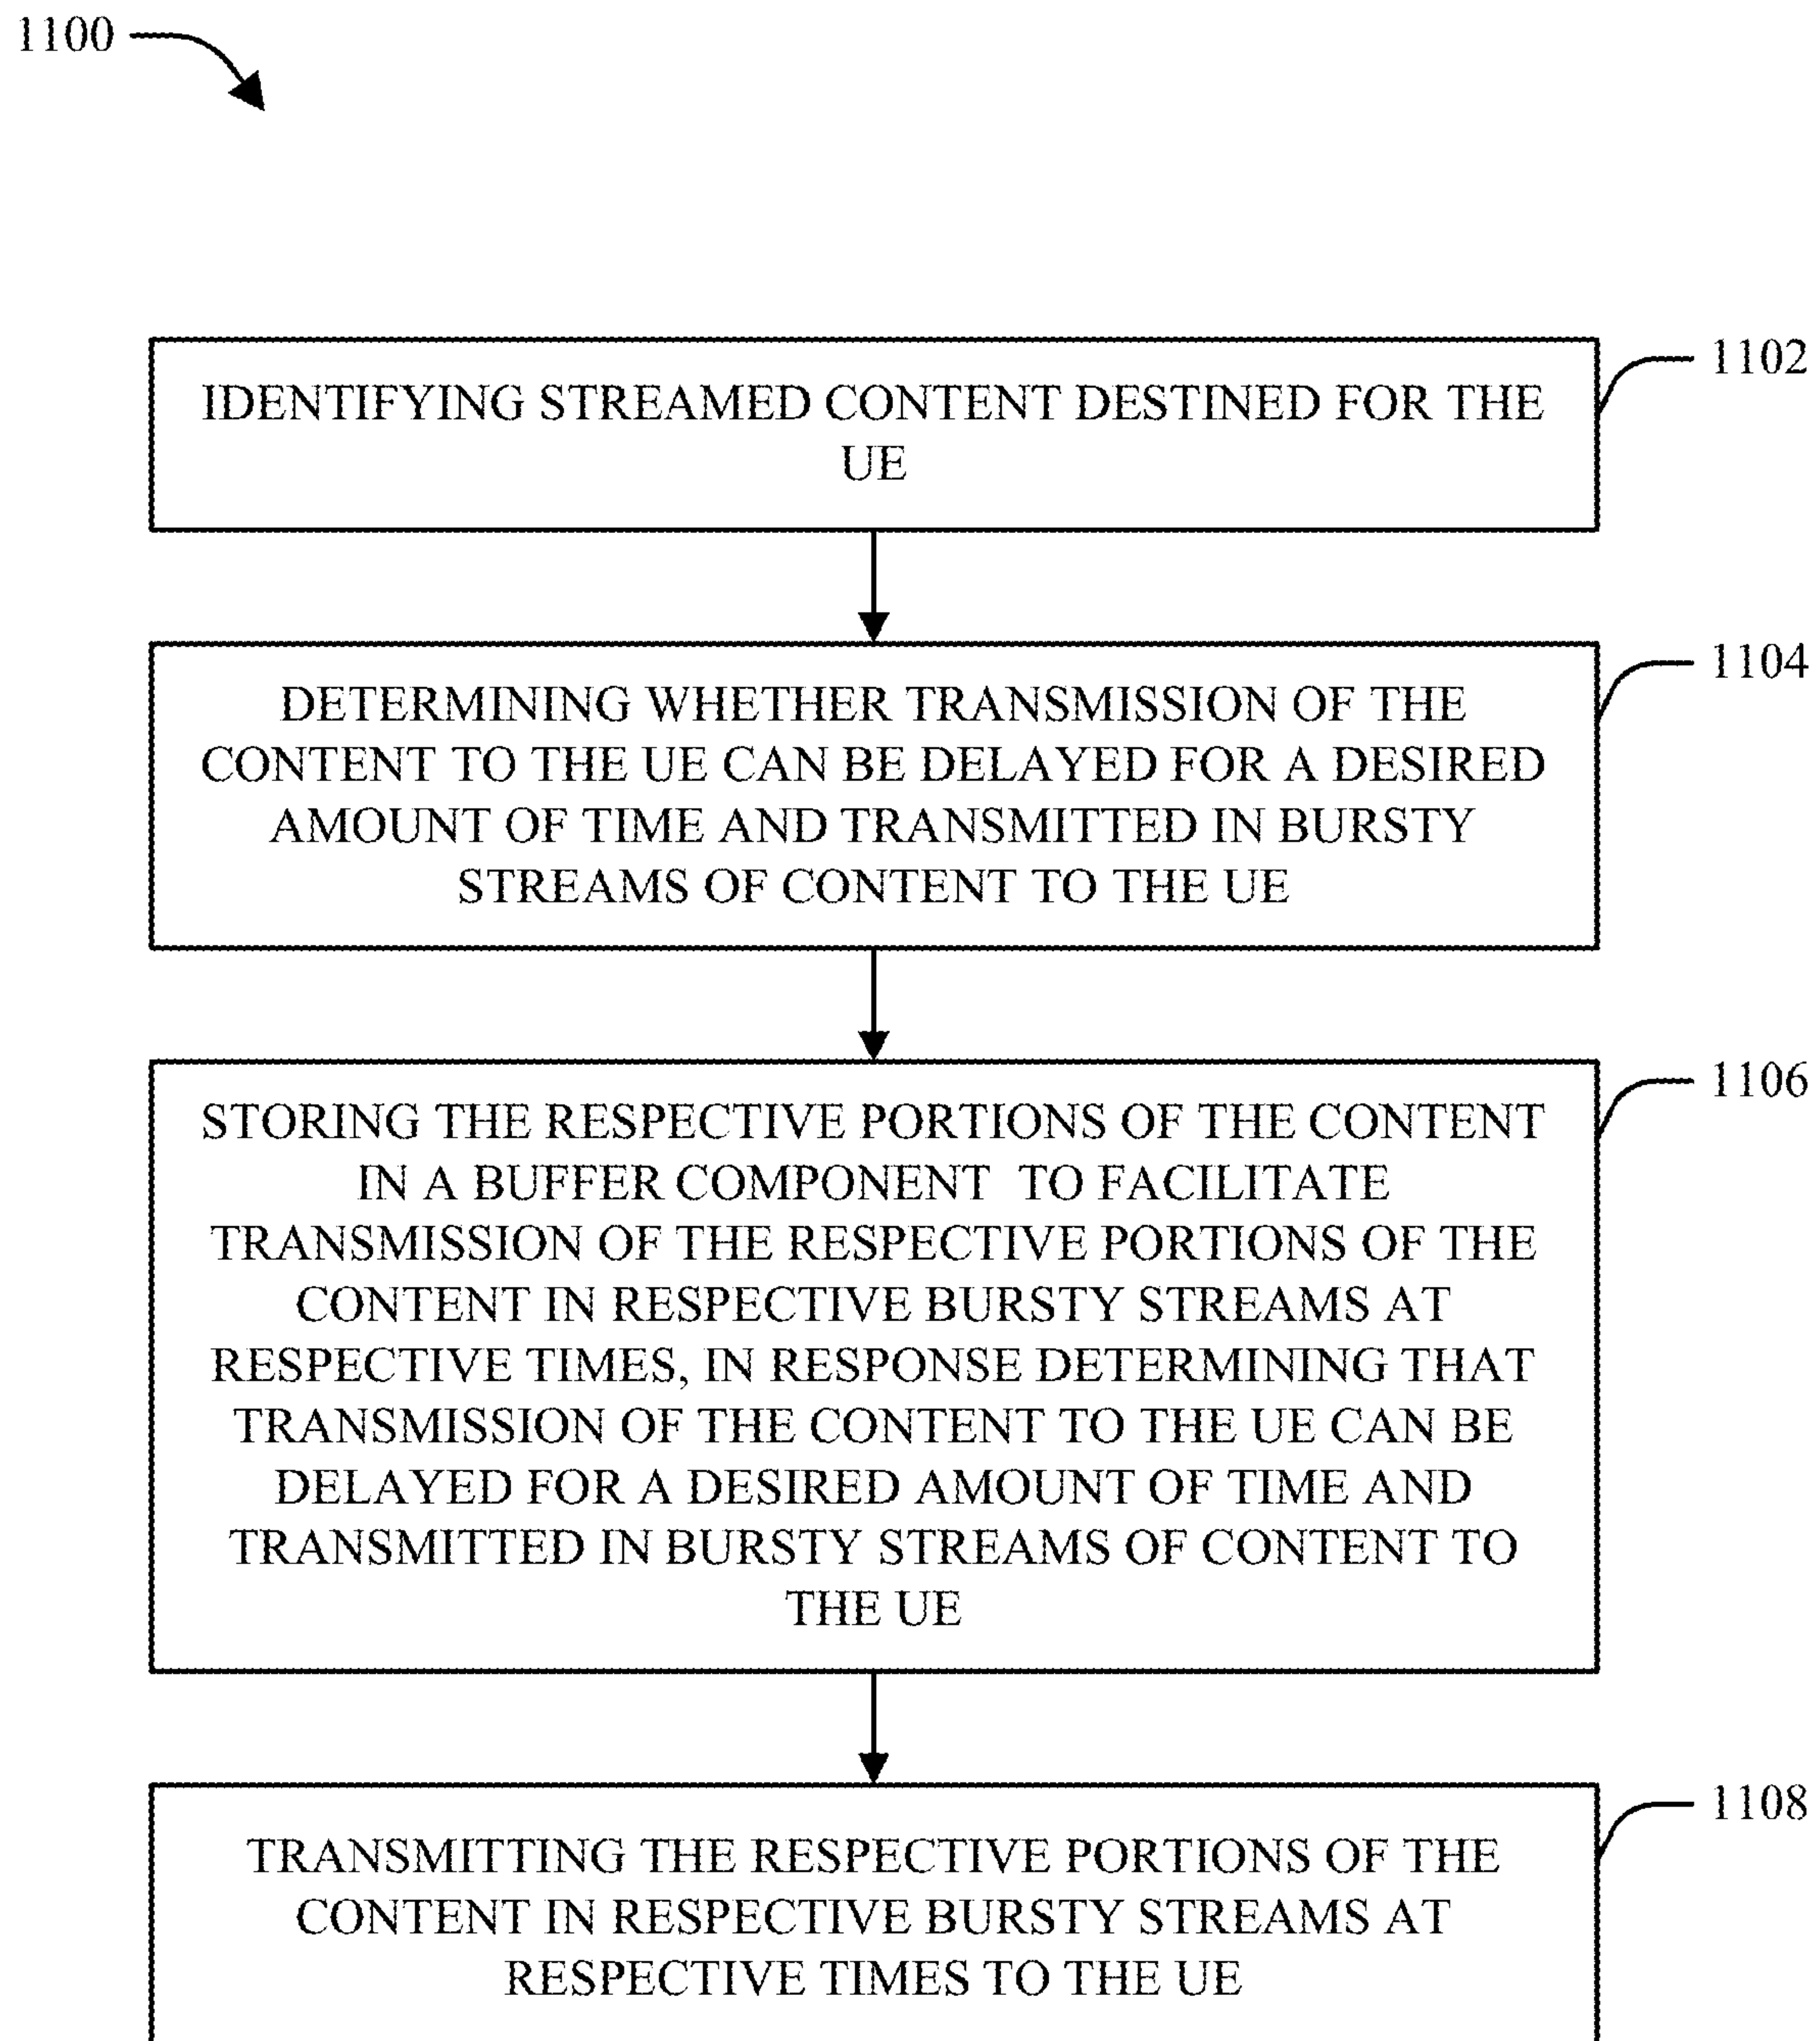 1100
1102
IDENTIFYING STREAMED CONTENT DESTINED FOR THE
UE
1104
DETERMINING WHETHER TRANSMISSION OF THE
CONTENT TO THE UE CAN BE DELAYED FOR A DESIRED
AMOUNT OF TIME AND TRANSMITTED IN BURSTY
STREAMS OF CONTENT TO THE UE
1106
STORING THE RESPECTIVE PORTIONS OF THE CONTENT
IN A BUFFER COMPONENT TO FACILITATE
TRANSMISSION OF THE RESPECTIVE PORTIONS OF THE
CONTENT IN RESPECTIVE BURSTY STREAMS AT
RESPECTIVE TIMES, IN RESPONSE DETERMINING THAT
TRANSMISSION OF THE CONTENT TO THE UE CAN BE
DELAYED FOR A DESIRED AMOUNT OF TIME AND
TRANSMITTED IN BURSTY STREAMS OF CONTENT TO
THE UE
1108
TRANSMITTING THE RESPECTIVE PORTIONS OF THE
CONTENT IN RESPECTIVE BURSTY STREAMS AT
RESPECTIVE TIMES TO THE UE